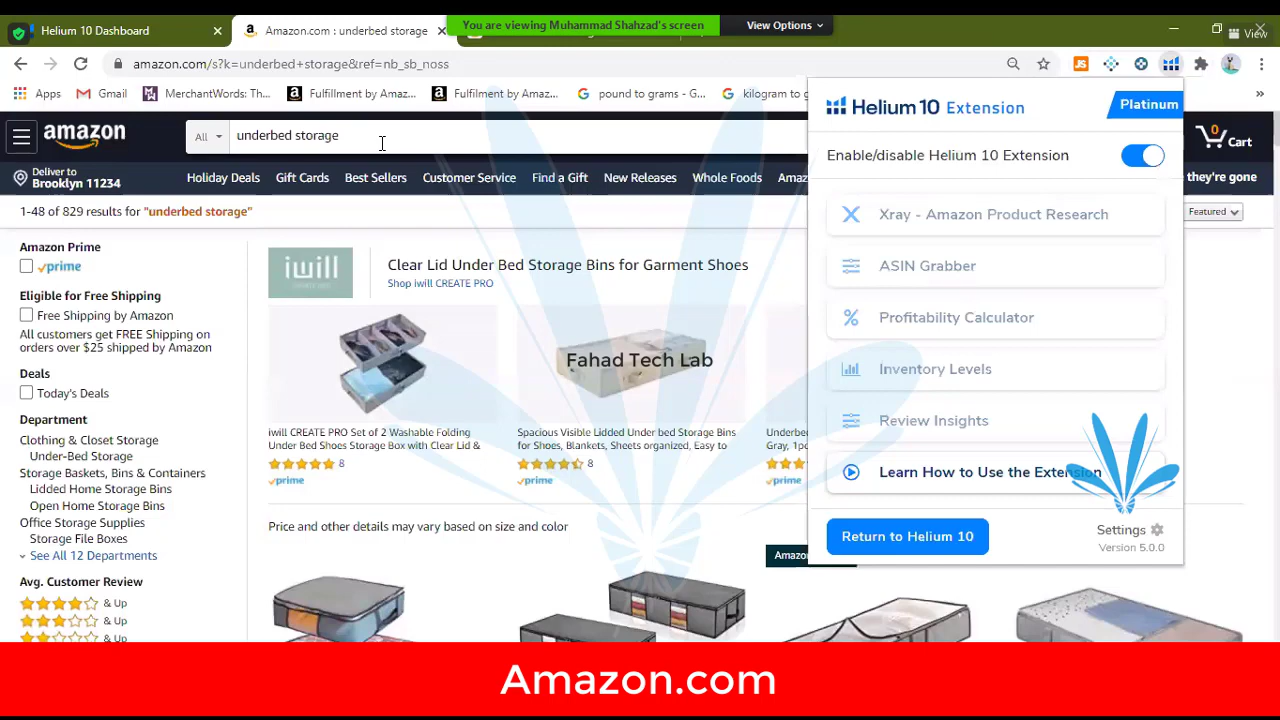 Helium 10 Dashboard
Amazon.com : underbed storage
You are viewing Muhammad Shahzad's screen
View Options
View
amazon.com/s?k=underbed+storage&ref=nb_sb_noss
Apps
Gmail
MerchantWords: Th...
Fulfillment by Amaz...
Fulfilment by Amaz...
pound to grams - G...
kilogram to
»
amazon
All
underbed storage
0
Cart
Deliver to
Brooklyn 11234
Holiday Deals
Gift Cards
Best Sellers
Customer Service
Find a Gift
New Releases
Whole Foods
Amaz
they're gone
1-48 of 829 results for "underbed storage"
Featured
Helium 10 Extension
Platinum
Enable/disable Helium 10 Extension
Xray - Amazon Product Research
ASIN Grabber
Profitability Calculator
Inventory Levels
Review Insights
Learn How to Use the Extension
Return to Helium 10
Settings
Version 5.0.0
Amazon Prime
prime
Eligible for Free Shipping
Free Shipping by Amazon
All customers get FREE Shipping on
orders over $25 shipped by Amazon
Deals
Today's Deals
Department
Clothing & Closet Storage
Under-Bed Storage
Storage Baskets, Bins & Containers
Lidded Home Storage Bins
Open Home Storage Bins
Office Storage Supplies
Storage File Boxes
See All 12 Departments
Avg. Customer Review
& Up
& Up
& Up
iwill
Clear Lid Under Bed Storage Bins for Garment Shoes
Shop iwill CREATE PRO
Fahad Tech Lab
iwill CREATE PRO Set of 2 Washable Folding
Under Bed Shoes Storage Box with Clear Lid &
8
prime
Spacious Visible Lidded Under bed Storage Bins
for Shoes, Blankets, Sheets organized, Easy to
8
prime
Underbed
Gray, 1pc
prime
Price and other details may vary based on size and color
Amazon
Amazon.com